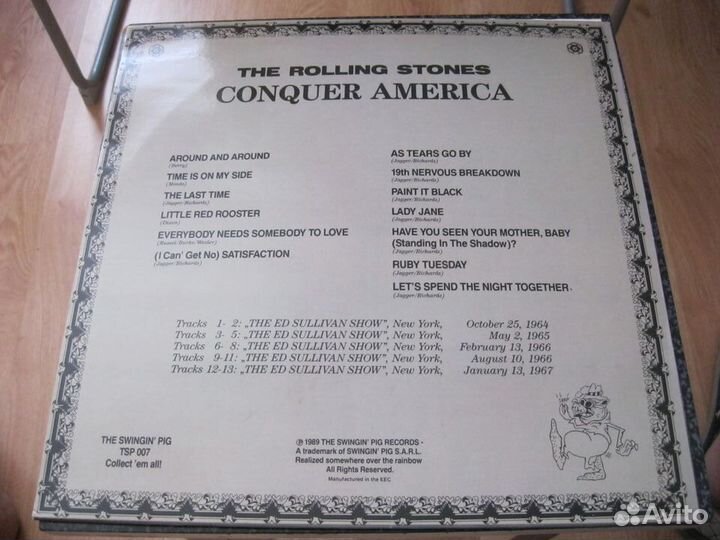 THE ROLLING STONES
CONQUER AMERICA
AROUND AND AROUND
(Berry)
TIME IS ON MY SIDE
(Meade)
THE LAST TIME
(Jagger/Richards)
LITTLE RED ROOSTER
(Dixon)
EVERYBODY NEEDS SOMEBODY TO LOVE
(Russel/Burke/Wexler)
(I Can' Get No) SATISFACTION
(Jagger/Richards)
AS TEARS GO BY
(Jagger/Richards)
19th NERVOUS BREAKDOWN
(Jagger/Richards)
PAINT IT BLACK
(Jagger/Richards)
LADY JANE
(Jagger/Richards)
HAVE YOU SEEN YOUR MOTHER, BABY
(Standing In The Shadow)?
(Jagger/Richards)
RUBY TUESDAY
(Jagger/Richards)
LET'S SPEND THE NIGHT TOGETHER
(Jagger/Richards)
Tracks 1- 2: „THE ED SULLIVAN SHOW", New York, October 25, 1964
Tracks 3- 5: „THE ED SULLIVAN SHOW", New York, May 2, 1965
Tracks 6- 8: „THE ED SULLIVAN SHOW", New York, February 13, 1966
Tracks 9-11: „THE ED SULLIVAN SHOW", New York, August 10, 1966
Tracks 12-13: „THE ED SULLIVAN SHOW", New York, January 13, 1967
THE SWINGIN' PIG
TSP 007
Collect 'em all!
℗ 1989 THE SWINGIN' PIG RECORDS -
A trademark of SWINGIN' PIG S.A.R.L.
Realized somewhere over the rainbow
All Rights Reserved.
Manufactured in the EEC
Avito